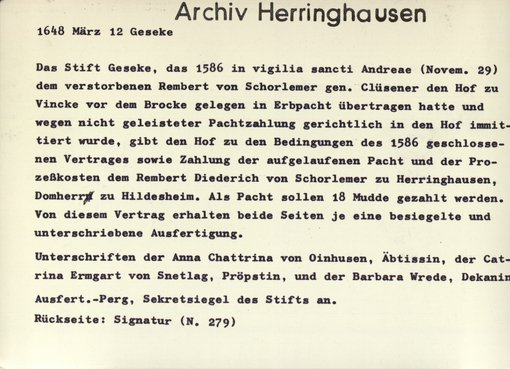 Archiv Herringhausen
1648 März 12 Geseke
Das Stift Geseke, das 1586 in vigilia sancti Andreae (Novem. 29)
dem verstorbenen Rembert von Schorlemer gen. Clüsener den Hof zu
Vincke vor dem Brocke gelegen in Erbpacht übertragen hatte und
wegen nicht geleisteter Pachtzahlung gerichtlich in den Hof immit-
tiert wurde, gibt den Hof zu den Bedingungen des 1586 geschlosse-
nen Vertrages sowie Zahlung der aufgelaufenen Pacht und der Pro-
zeßkosten dem Rembert Diederich von Schorlemer zu Herringhausen,
Domherr zu Hildesheim. Als Pacht sollen 18 Mudde gezahlt werden.
Von diesem Vertrag erhalten beide Seiten je eine besiegelte und
unterschriebene Ausfertigung.
Unterschriften der Anna Chattrina von Oinhusen, Äbtissin, der Cat-
rina Ermgart von Snetlag, Pröpstin, und der Barbara Wrede, Dekanin
Ausfert.-Perg, Sekretsiegel des Stifts an.
Rückseite: Signatur (N. 279)